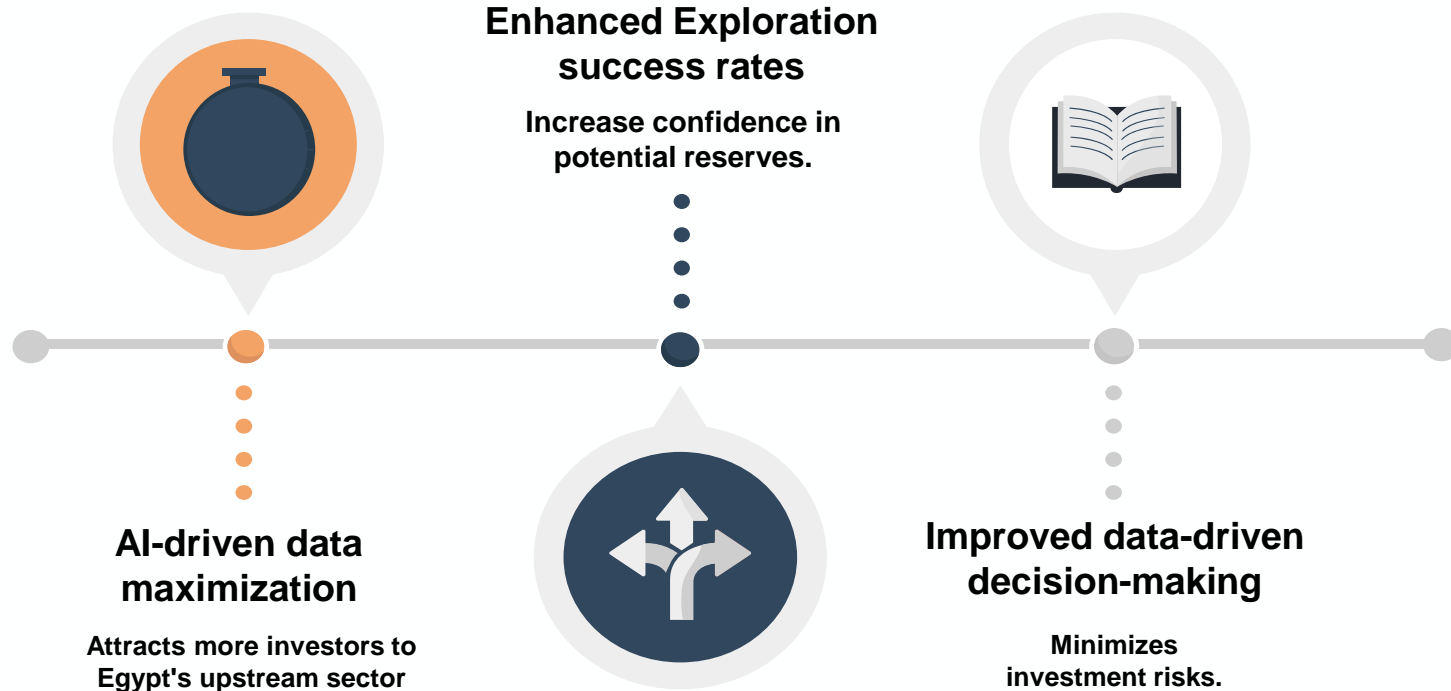 Enhanced Exploration
success rates
Increase confidence in
potential reserves.
AI-driven data
maximization
Attracts more investors to
Egypt's upstream sector
Improved data-driven
decision-making
Minimizes
investment risks.